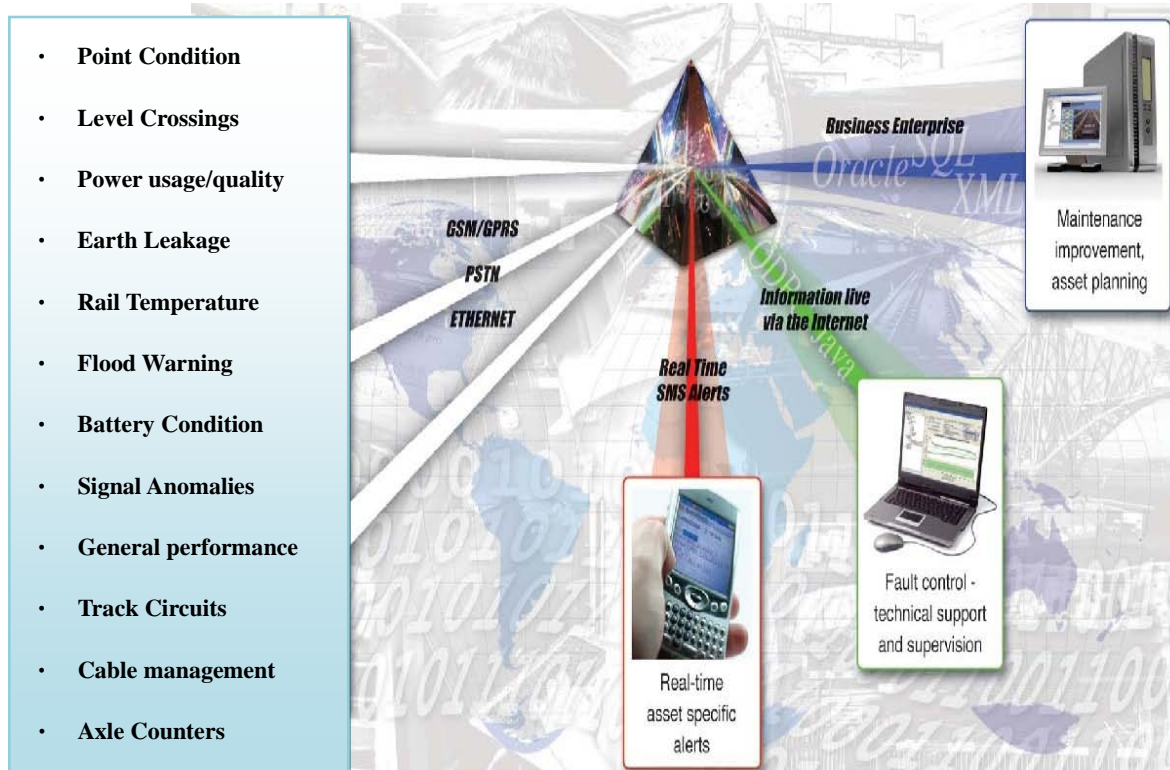 • Point Condition
• Level Crossings
• Power usage/quality
• Earth Leakage
• Rail Temperature
• Flood Warning
• Battery Condition
• Signal Anomalies
• General performance
• Track Circuits
• Cable management
• Axle Counters
GSM/GPRS
PSTN
ETHERNET
Business Enterprise
Oracle SQL
XML
Maintenance
improvement,
asset planning
Information live
via the Internet
Java
Real Time
SMS Alerts
Fault control -
technical support
and supervision
Real-time
asset specific
alerts